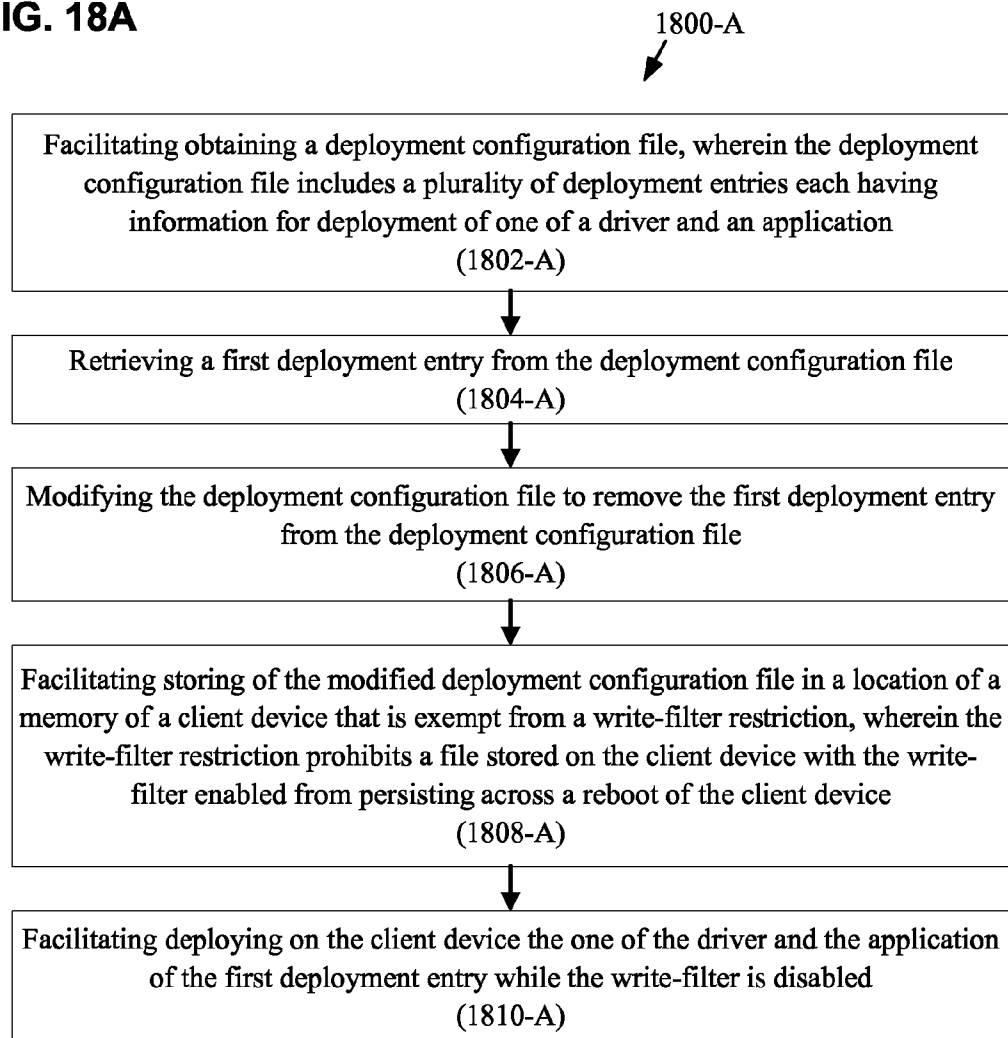 IG. 18A
1800-A
Facilitating obtaining a deployment configuration file, wherein the deployment
configuration file includes a plurality of deployment entries each having
information for deployment of one of a driver and an application
(1802-A)
Retrieving a first deployment entry from the deployment configuration file
(1804-A)
Modifying the deployment configuration file to remove the first deployment entry
from the deployment configuration file
(1806-A)
Facilitating storing of the modified deployment configuration file in a location of a
memory of a client device that is exempt from a write-filter restriction, wherein the
write-filter restriction prohibits a file stored on the client device with the write-
filter enabled from persisting across a reboot of the client device
(1808-A)
Facilitating deploying on the client device the one of the driver and the application
of the first deployment entry while the write-filter is disabled
(1810-A)